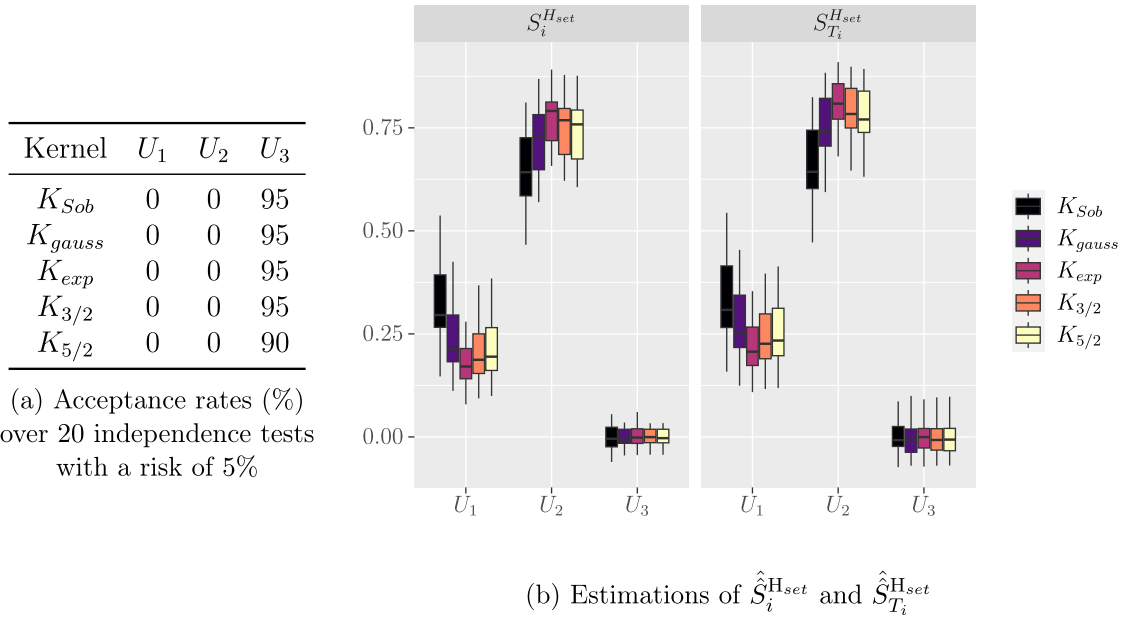 Kernel U₁ U₂ U₃
K_Sob 0 0 95
K_gauss 0 0 95
K_exp 0 0 95
K_3/2 0 0 95
K_5/2 0 0 90
(a) Acceptance rates (%)
over 20 independence tests
with a risk of 5%
S_i^{H_set} S_{T_i}^{H_set}
0.75
0.50
0.25
0.00
U₁ U₂ U₃ U₁ U₂ U₃
K_Sob
K_gauss
K_exp
K_3/2
K_5/2
(b) Estimations of \hat{\hat{S}}_i^{H_set} and \hat{\hat{S}}_{T_i}^{H_set}